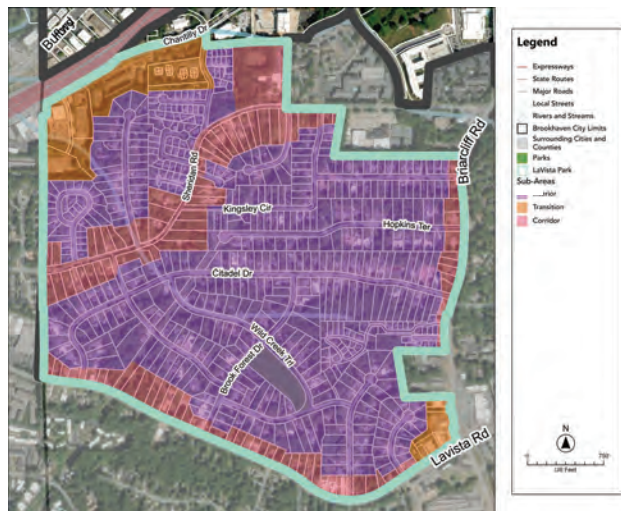 Buford
Chantilly Dr
Sheridan Rd
Briarcliff Rd
Kingsley Cir
Hopkins Ter
Citadel Dr
Wild Creek Trl
Brook Forest Dr
Lavista Rd
Legend
Expressways
State Routes
Major Roads
Local Streets
Rivers and Streams
Brookhaven City Limits
Surrounding Cities and
Counties
Parks
LaVista Park
Sub-Areas
Transition
Corridor
N
0
Feet